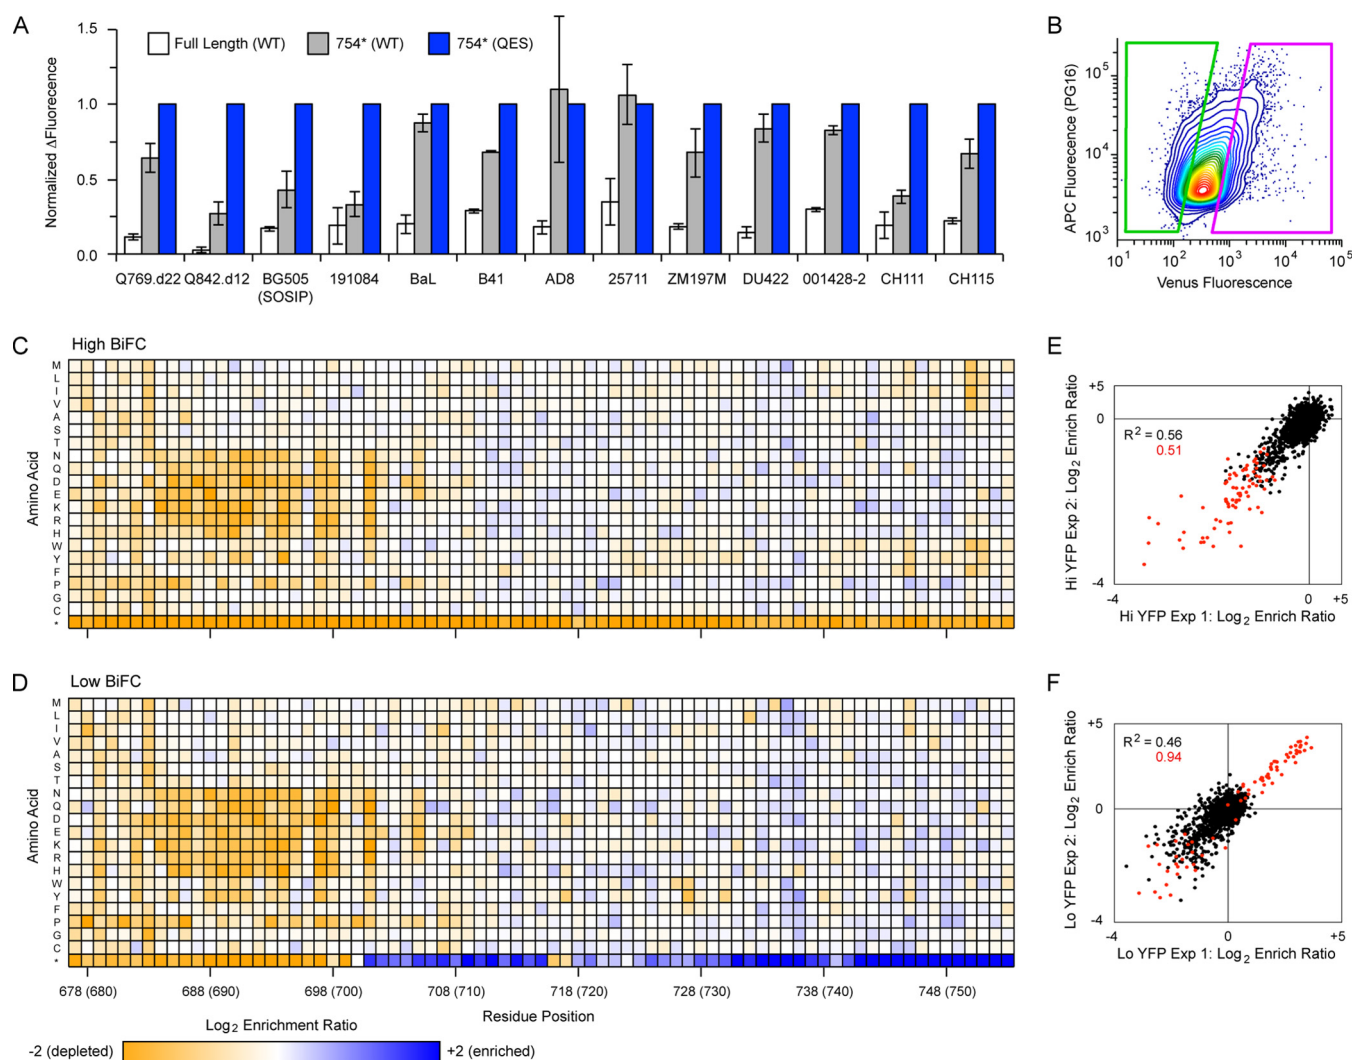 A
1.5
1.0
0.5
0.0
Normalized ΔFluorecence
Full Length (WT)
754* (WT)
754* (QES)
Q769.d22
Q842.d12
BG505
(SOSIP)
191084
BaL
B41
AD8
25711
ZM197M
DU422
001428-2
CH111
CH115
B
APC Fluorecence (PG16)
10⁵
10⁴
10³
10¹
10²
10³
10⁴
10⁵
Venus Fluorescence
C
High BiFC
Amino Acid
M
L
I
V
A
S
T
N
Q
D
E
K
R
H
W
Y
F
P
G
C
*
D
Low BiFC
Amino Acid
M
L
I
V
A
S
T
N
Q
D
E
K
R
H
W
Y
F
P
G
C
*
678 (680)
688 (690)
698 (700)
708 (710)
718 (720)
728 (730)
738 (740)
748 (750)
Residue Position
Log₂ Enrichment Ratio
-2 (depleted)
+2 (enriched)
E
Hi YFP Exp 2: Log₂ Enrich Ratio
+5
0
-4
R² = 0.56
0.51
-4
0
+5
Hi YFP Exp 1: Log₂ Enrich Ratio
F
Lo YFP Exp 2: Log₂ Enrich Ratio
+5
0
-4
R² = 0.46
0.94
-4
0
+5
Lo YFP Exp 1: Log₂ Enrich Ratio